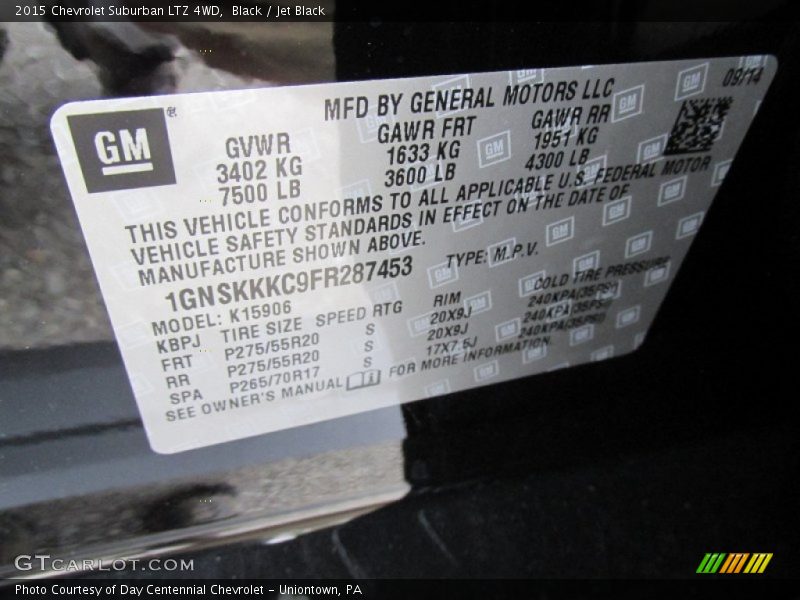 2015 Chevrolet Suburban LTZ 4WD, Black / Jet Black
09/14
MFD BY GENERAL MOTORS LLC
GM ®
GVWR GAWR FRT GAWR RR
3402 KG 1633 KG 1951 KG
7500 LB 3600 LB 4300 LB
THIS VEHICLE CONFORMS TO ALL APPLICABLE U.S. FEDERAL MOTOR
VEHICLE SAFETY STANDARDS IN EFFECT ON THE DATE OF
MANUFACTURE SHOWN ABOVE.
1GNSKKKC9FR287453 TYPE: M.P.V.
MODEL: K15906
KBPJ TIRE SIZE SPEED RTG RIM COLD TIRE PRESSURE
FRT P275/55R20 S 20X9J 240KPA(35PSI)
RR P275/55R20 S 20X9J 240KPA(35PSI)
SPA P265/70R17 S 17X7.5J 240KPA(35PSI)
SEE OWNER'S MANUAL FOR MORE INFORMATION.
GTCARLOT.COM
Photo Courtesy of Day Centennial Chevrolet - Uniontown, PA